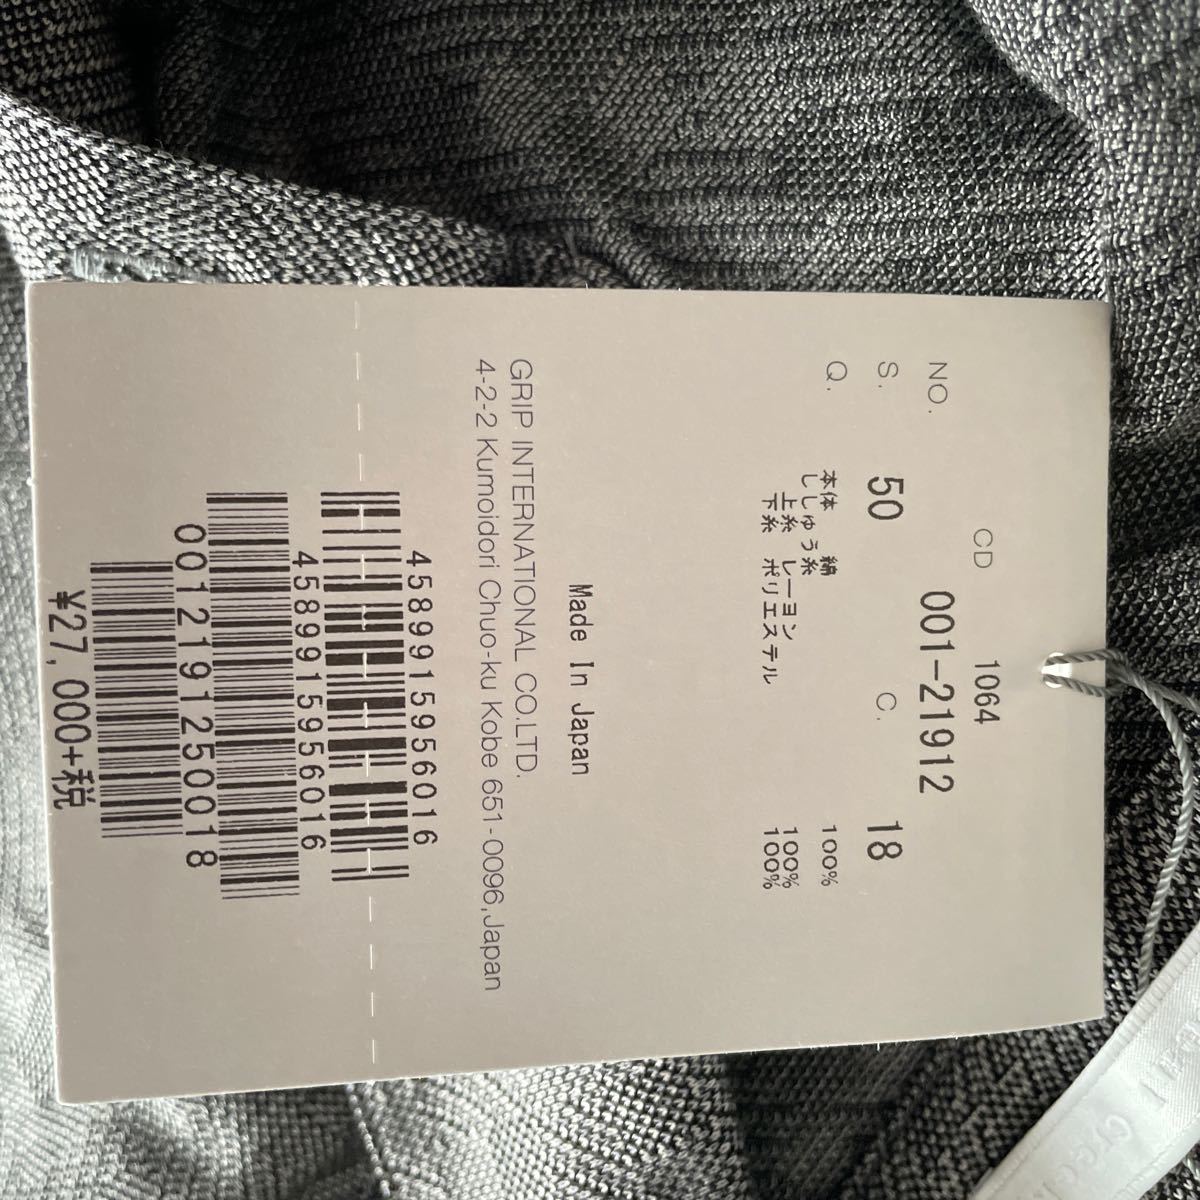 CD 1064
NO. 001-21912
S. 50 C. 18
Q. 本体 綿 100%
ししゅう糸
上糸 レーヨン 100%
下糸 ポリエステル 100%
Made In Japan
GRIP INTERNATIONAL CO.LTD.
4-2-2 Kumoidori Chuo-ku Kobe 651-0096,Japan
4589915956016
4589915956016
0012191250018
¥27,000+税